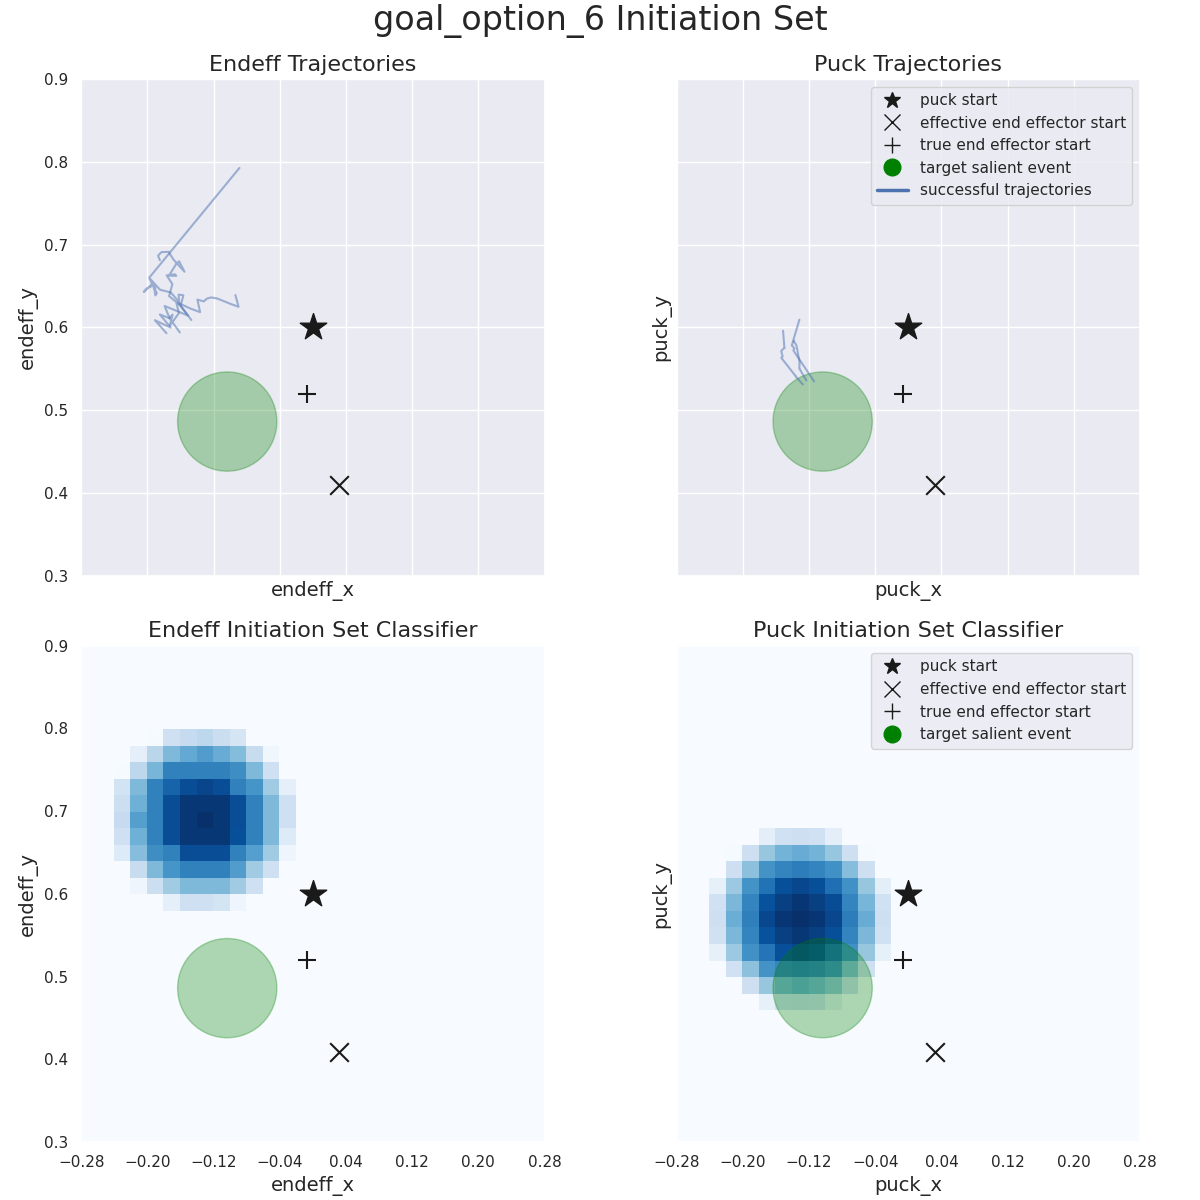 goal_option_6 Initiation Set
Endeff Trajectories
0.9
0.8
0.7
0.6
0.5
0.4
0.3
endeff_y
endeff_x
Puck Trajectories
puck start
effective end effector start
true end effector start
target salient event
successful trajectories
puck_y
puck_x
Endeff Initiation Set Classifier
0.9
0.8
0.7
0.6
0.5
0.4
0.3
endeff_y
−0.28 −0.20 −0.12 −0.04 0.04 0.12 0.20 0.28
endeff_x
Puck Initiation Set Classifier
puck start
effective end effector start
true end effector start
target salient event
puck_y
−0.28 −0.20 −0.12 −0.04 0.04 0.12 0.20 0.28
puck_x